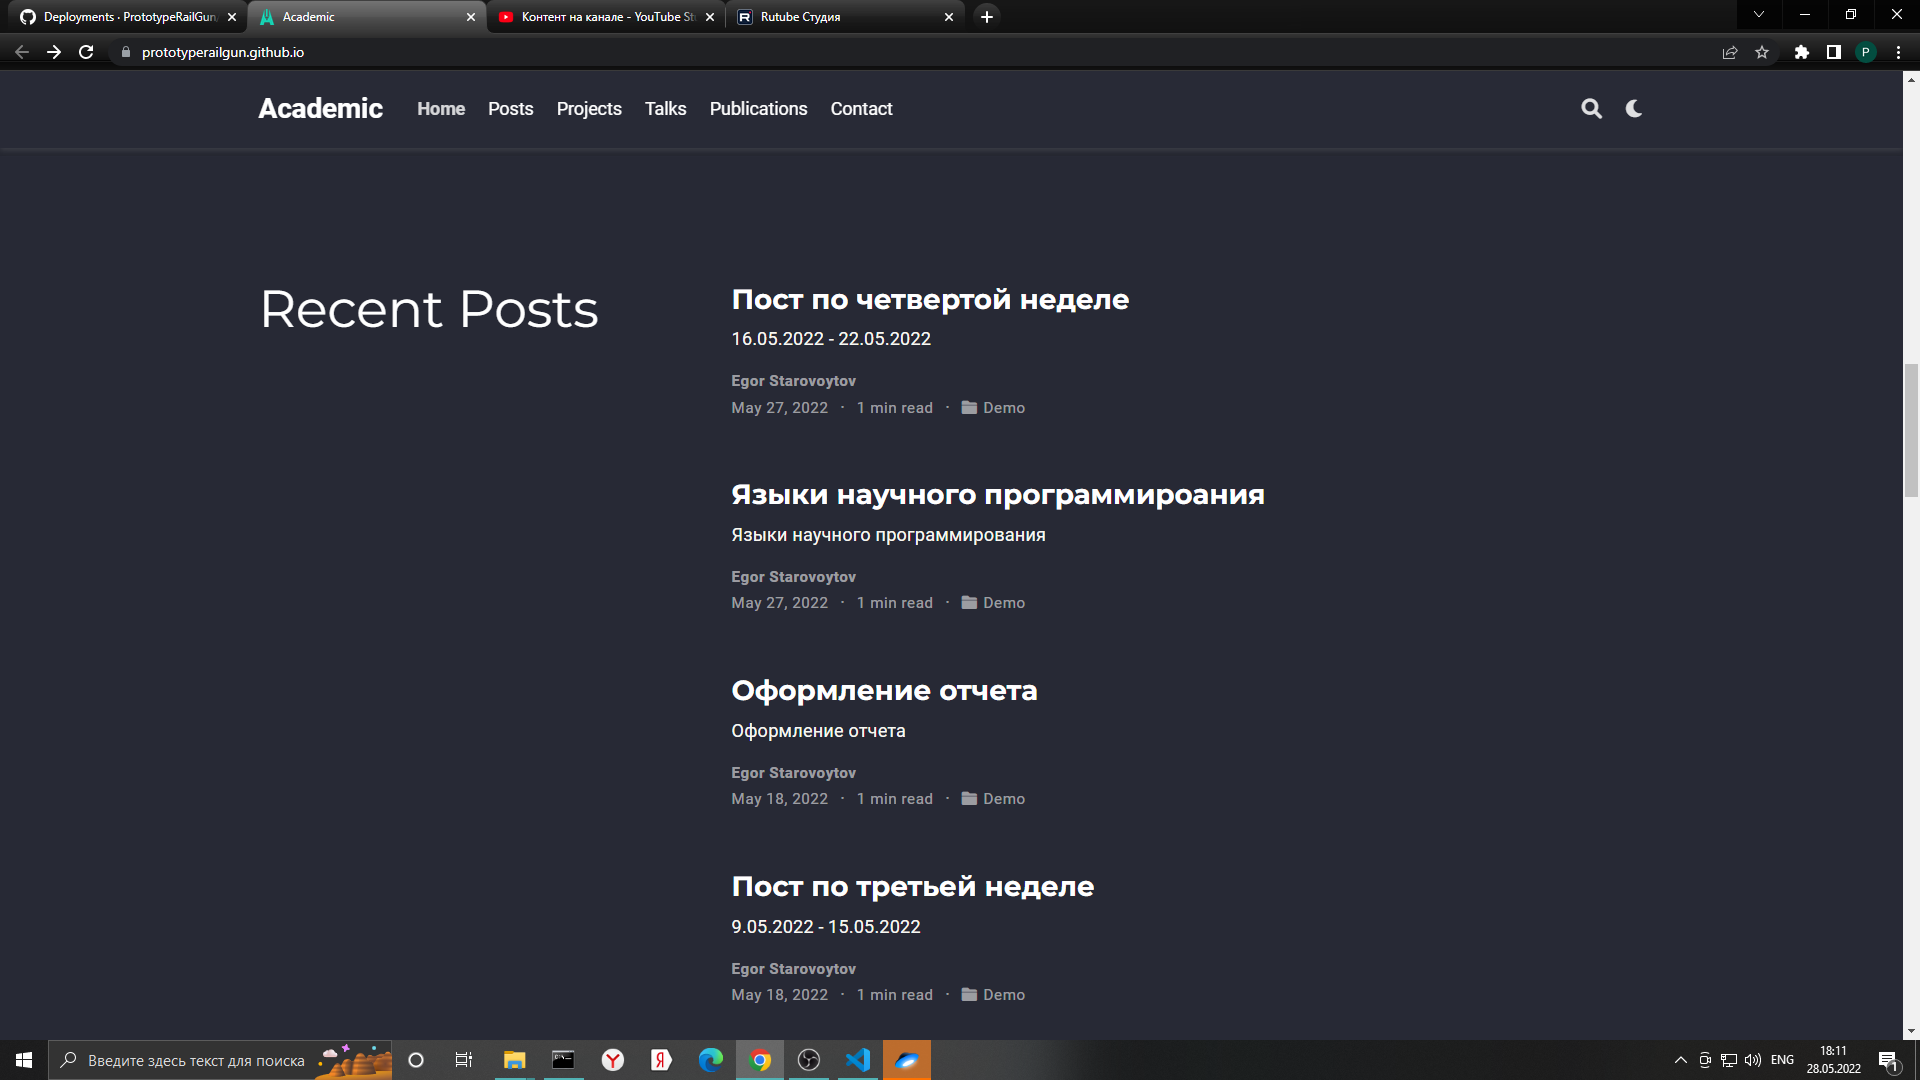 Deployments · PrototypeRailGun
Academic
Контент на канале - YouTube St
Rutube Студия
prototyperailgun.github.io
P
Academic
Home
Posts
Projects
Talks
Publications
Contact
Recent Posts
Пост по четвертой неделе
16.05.2022 - 22.05.2022
Egor Starovoytov
May 27, 2022 · 1 min read · Demo
Языки научного программироания
Языки научного программирования
Egor Starovoytov
May 27, 2022 · 1 min read · Demo
Оформление отчета
Оформление отчета
Egor Starovoytov
May 18, 2022 · 1 min read · Demo
Пост по третьей неделе
9.05.2022 - 15.05.2022
Egor Starovoytov
May 18, 2022 · 1 min read · Demo
Введите здесь текст для поиска
ENG
18:11
28.05.2022
1